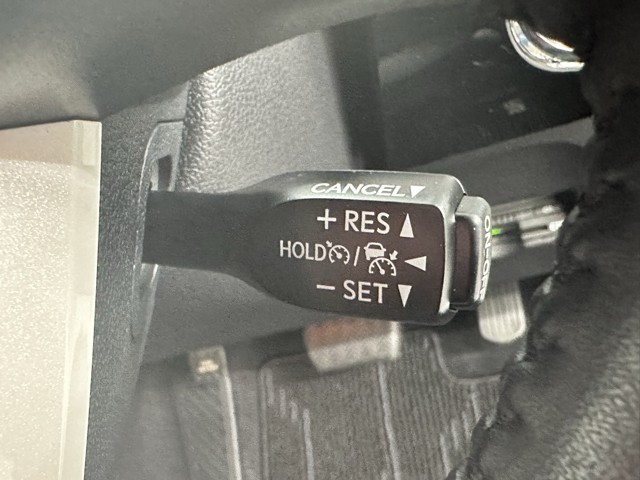 CANCEL▼
+ RES ▲
HOLD / ◀
− SET ▼
ON·OFF